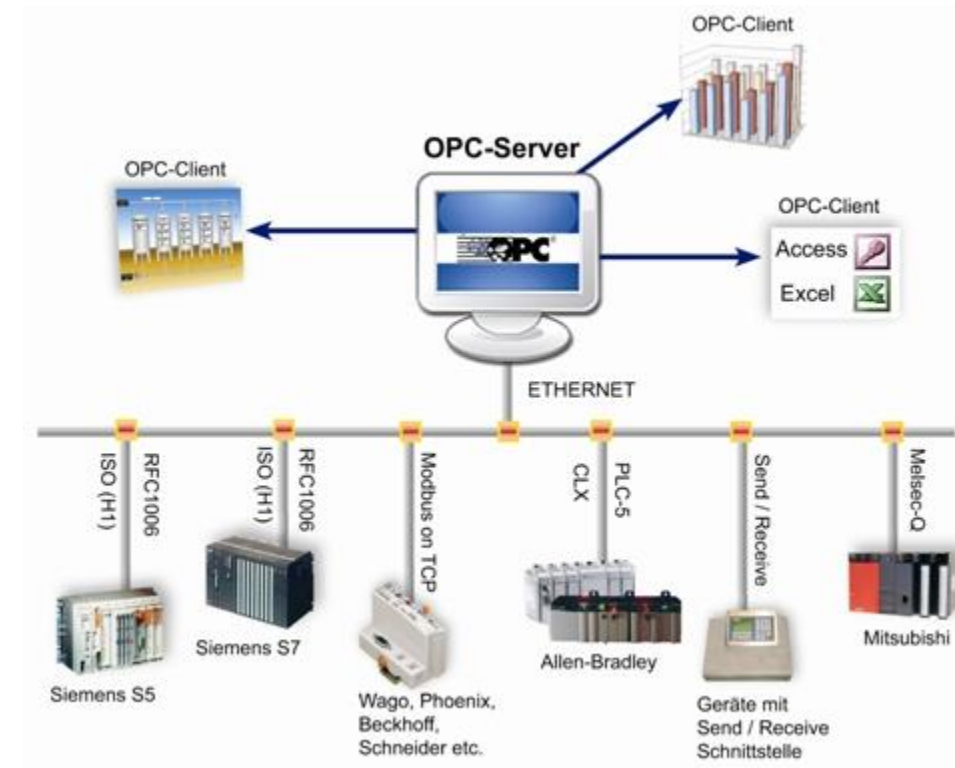 OPC-Client
OPC-Server
OPC-Client
OPC
OPC-Client
Access
Excel
ETHERNET
RFC1006
ISO (H1)
RFC1006
ISO (H1)
Modbus on TCP
PLC-5
CLX
Send / Receive
Melsec-Q
Siemens S5
Siemens S7
Wago, Phoenix,
Beckhoff,
Schneider etc.
Allen-Bradley
Geräte mit
Send / Receive
Schnittstelle
Mitsubishi